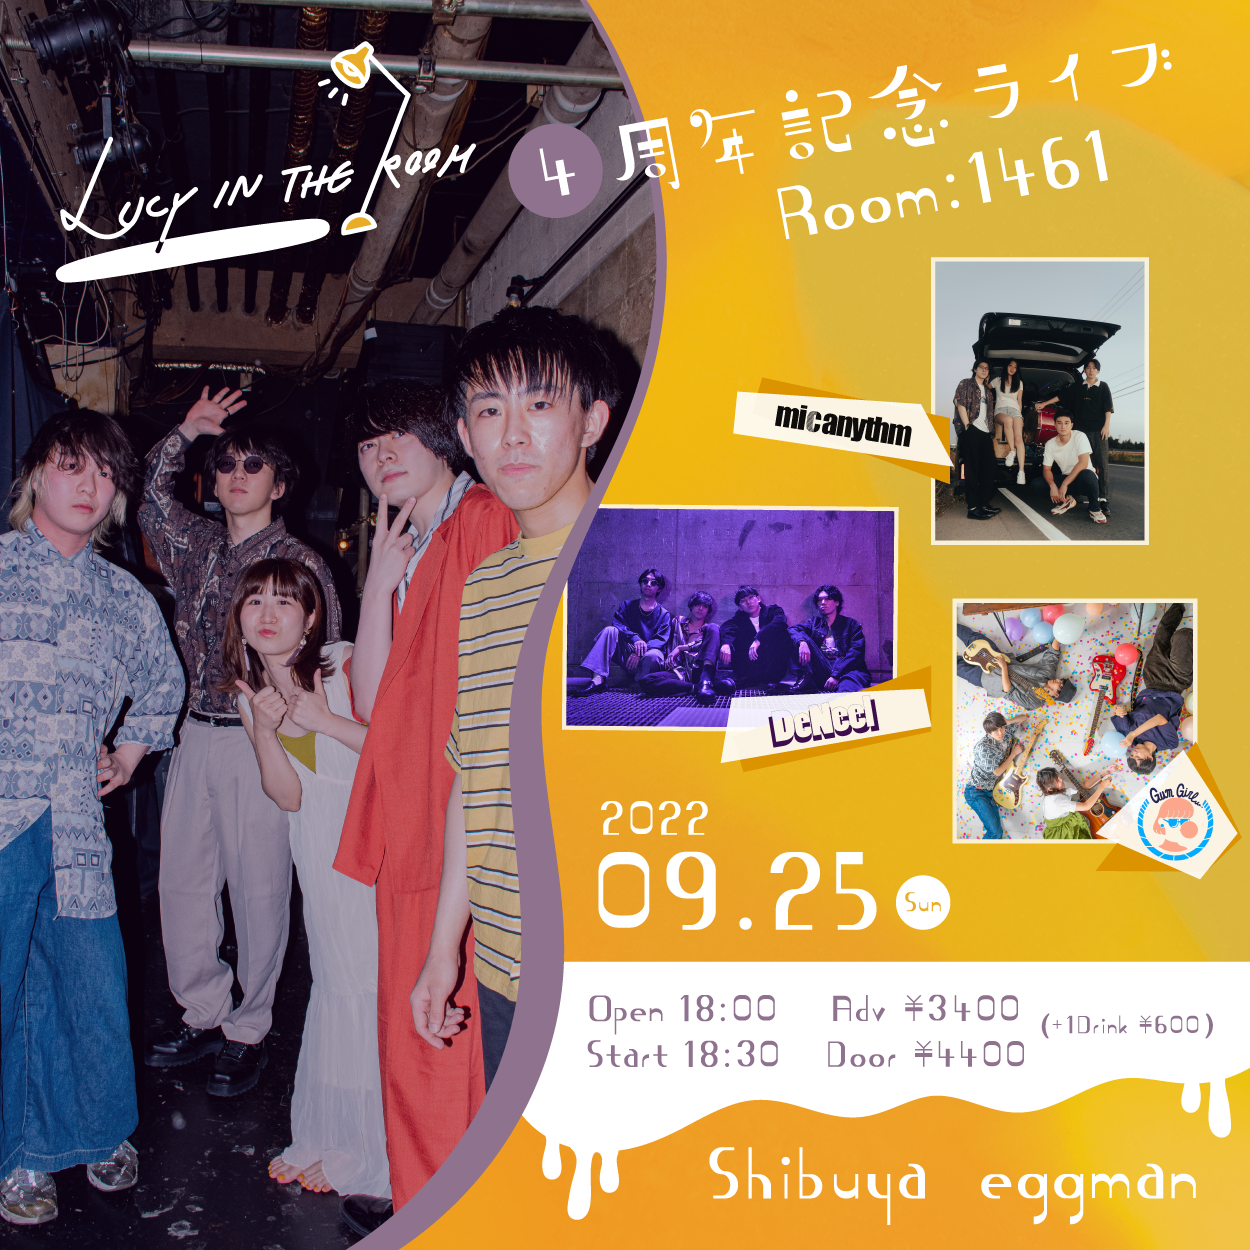 LUCY IN THE ROOM
4周年記念ライブ
Room:1461
micanythm
DeNeel
Gum Girl
2022
09.25 Sun
Open 18:00 Adv ¥3400 (+1Drink ¥600)
Start 18:30 Door ¥4400
Shibuya eggman